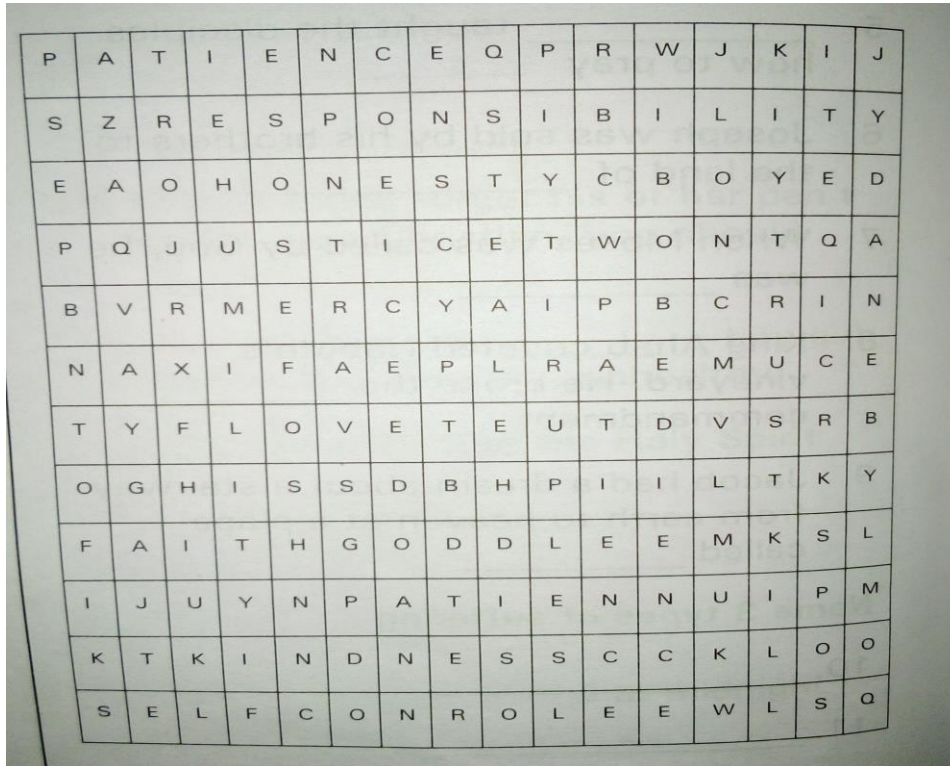 P A T I E N C E Q P R W J K I J
S Z R E S P O N S I B I L I T Y
E A O H O N E S T Y C B O Y E D
P Q J U S T I C E T W O N T Q A
B V R M E R C Y A I P B C R I N
N A X I F A E P L R A E M U C E
T Y F L O V E T E U T D V S R B
O G H I S S D B H P I I L T K Y
F A I T H G O D D L E E M K S L
I J U Y N P A T I E N N U I P M
K T K I N D N E S S C C K L O O
S E L F C O N R O L E E W L S Q